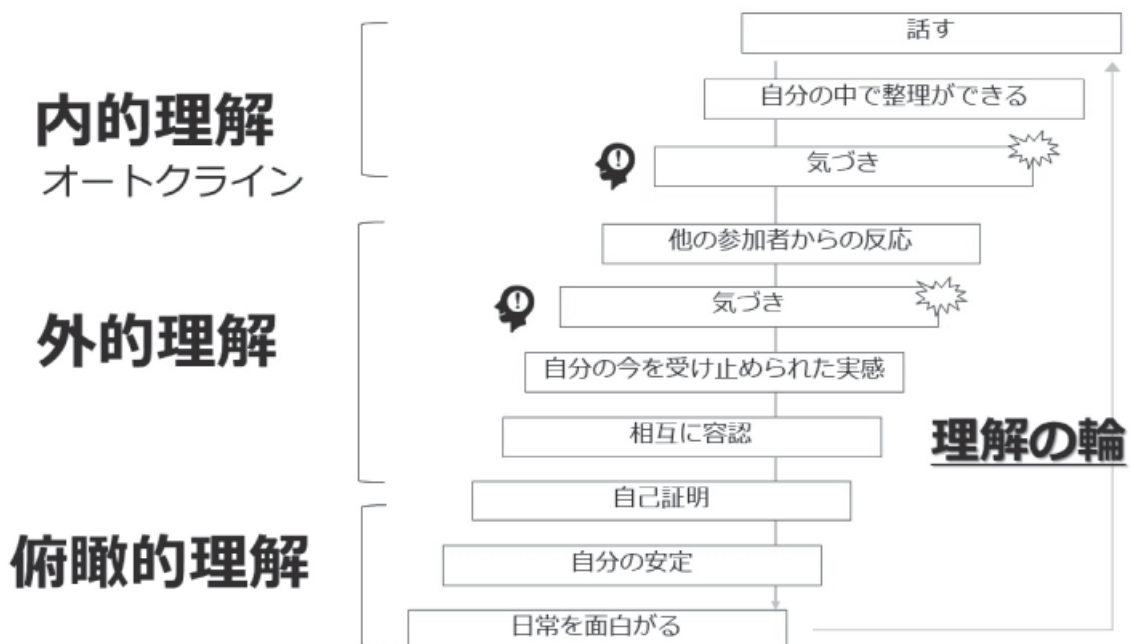 話す
自分の中で整理ができる
内的理解
オートクライン
気づき
他の参加者からの反応
気づき
外的理解
自分の今を受け止められた実感
相互に容認
理解の輪
自己証明
俯瞰的理解
自分の安定
日常を面白がる